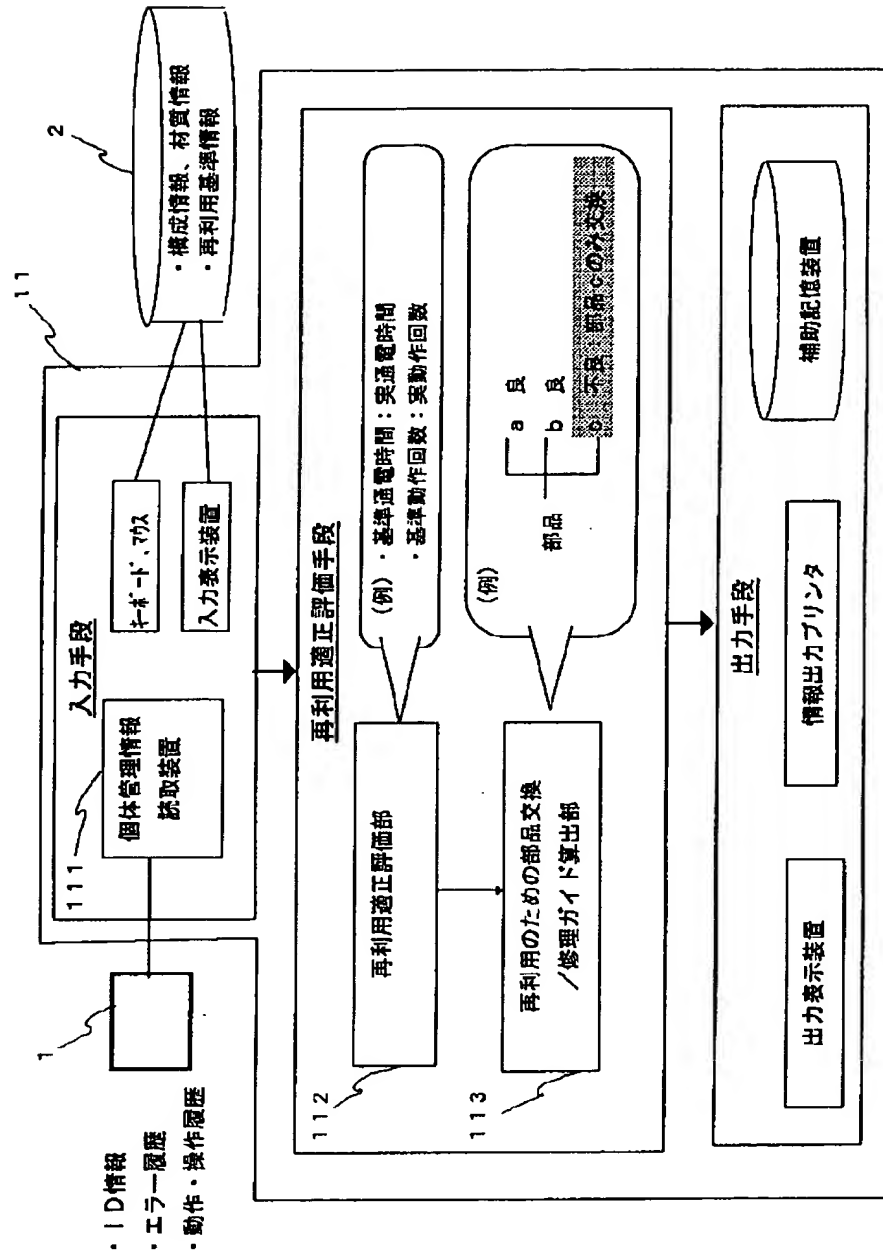 1
・ID情報
・エラー履歴
・動作・操作履歴
11
2
・構成情報、材質情報
・再利用基準情報
入力手段
111
個体管理情報
読取装置
キーボード、マウス
入力表示装置
再利用適正評価手段
112
再利用適正評価部
(例)・基準通電時間:実通電時間
・基準動作回数:実動作回数
113
再利用のための部品交換
/修理ガイド算出部
(例)
部品
a 良
b 良
c 不良:部品cのみ交換
出力手段
出力表示装置
情報出力プリンタ
補助記憶装置